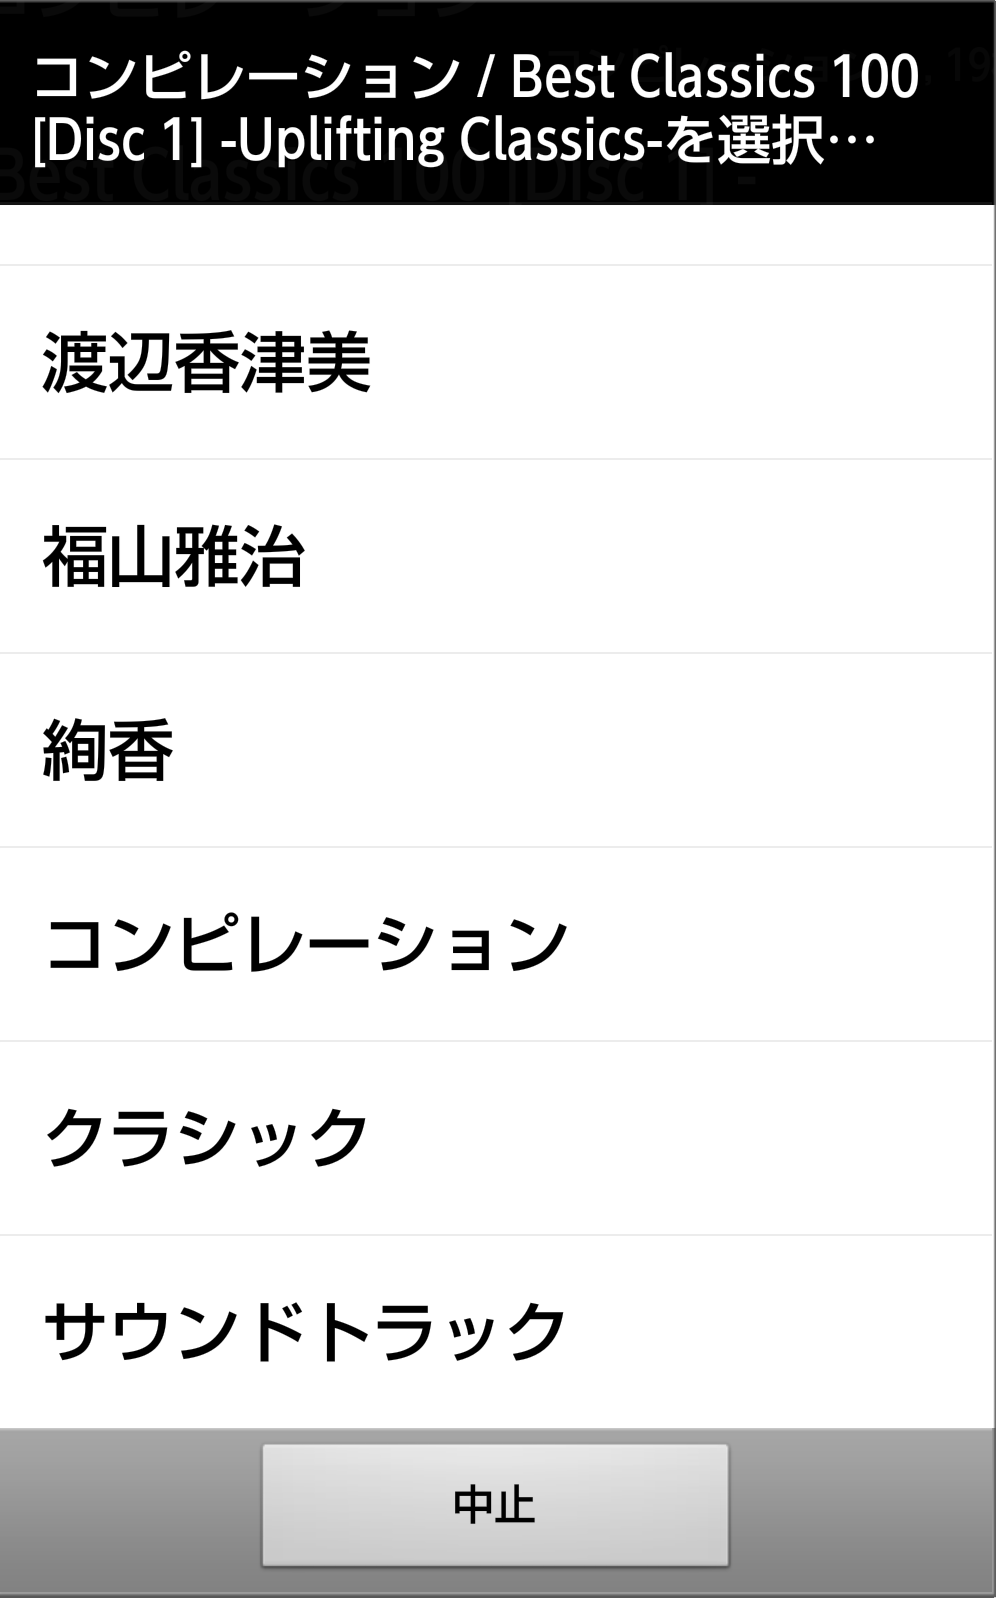 コンピレーション / Best Classics 100
[Disc 1] -Uplifting Classics-を選択…
渡辺香津美
福山雅治
絢香
コンピレーション
クラシック
サウンドトラック
中止